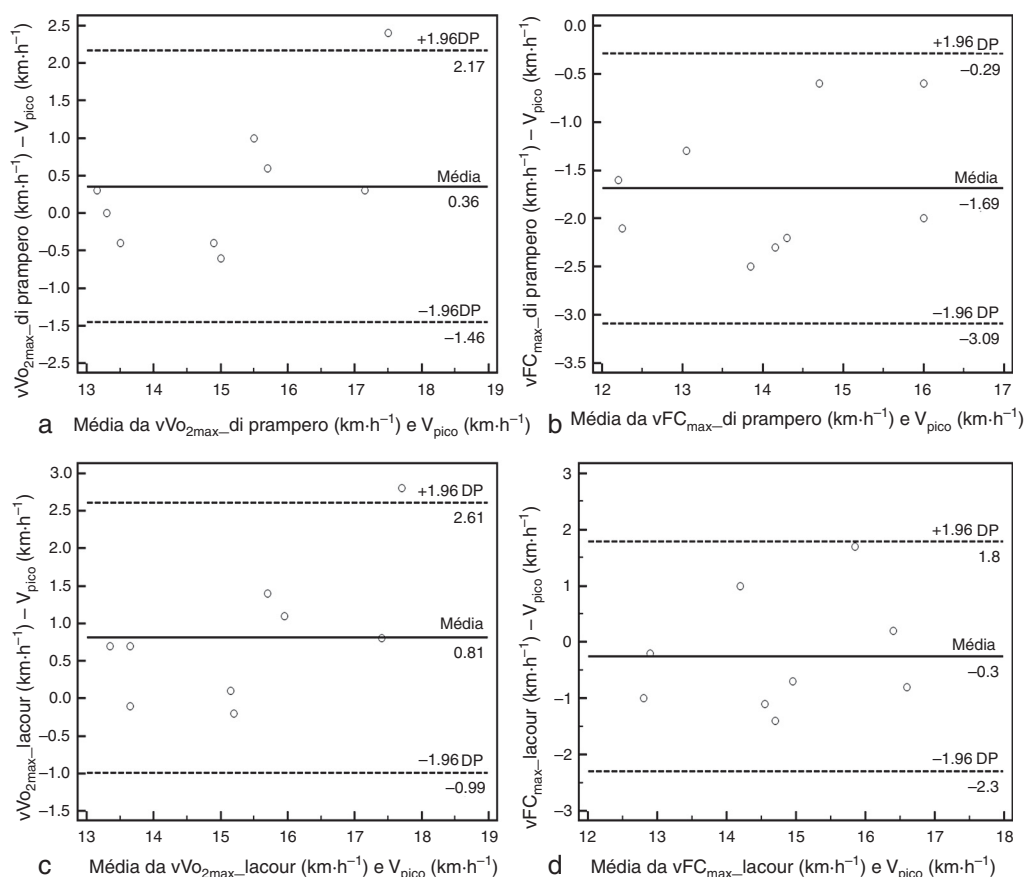 vVo2max_di prampero (km·h−1) – Vpico (km·h−1)
2.5
2.0
1.5
1.0
0.5
0.0
−0.5
−1.0
−1.5
−2.0
−2.5
+1.96DP
2.17
Média
0.36
−1.96DP
−1.46
13 14 15 16 17 18 19
a Média da vVo2max_di prampero (km·h−1) e Vpico (km·h−1)
vFCmax_di prampero (km·h−1) – Vpico (km·h−1)
0.0
−0.5
−1.0
−1.5
−2.0
−2.5
−3.0
−3.5
+1.96 DP
−0.29
Média
−1.69
−1.96 DP
−3.09
12 13 14 15 16 17
b Média da vFCmax_di prampero (km·h−1) e Vpico (km·h−1)
vVo2max_lacour (km·h−1) – Vpico (km·h−1)
3.0
2.5
2.0
1.5
1.0
0.5
0.0
−0.5
−1.0
−1.5
+1.96 DP
2.61
Média
0.81
−1.96 DP
−0.99
13 14 15 16 17 18 19
c Média da vVo2max_lacour (km·h−1) e Vpico (km·h−1)
vFCmax_lacour (km·h−1) – Vpico (km·h−1)
3
2
1
0
−1
−2
−3
+1.96 DP
1.8
Média
−0.3
−1.96 DP
−2.3
12 13 14 15 16 17 18
d Média da vFCmax_lacour (km·h−1) e Vpico (km·h−1)